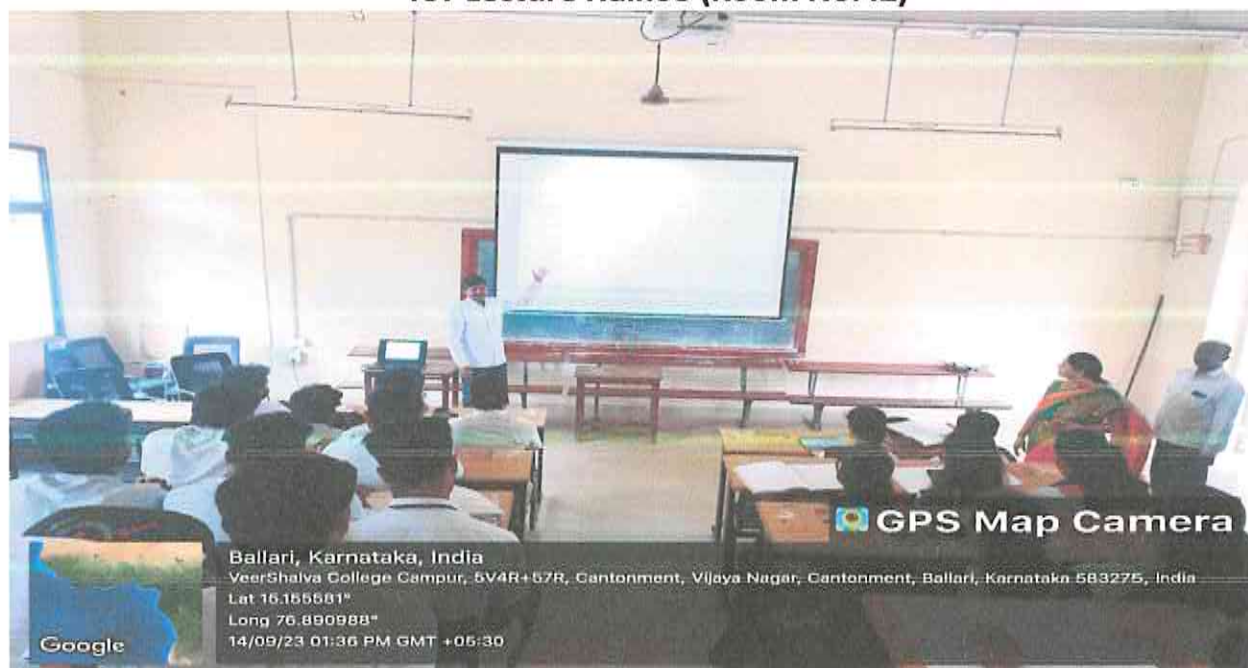 GPS Map Camera
Ballari, Karnataka, India
VeerShaiva College Campur, 5V4R+57R, Cantonment, Vijaya Nagar, Cantonment, Ballari, Karnataka 583275, India
Lat 15.155581°
Long 76.890988°
14/09/23 01:36 PM GMT +05:30
Google